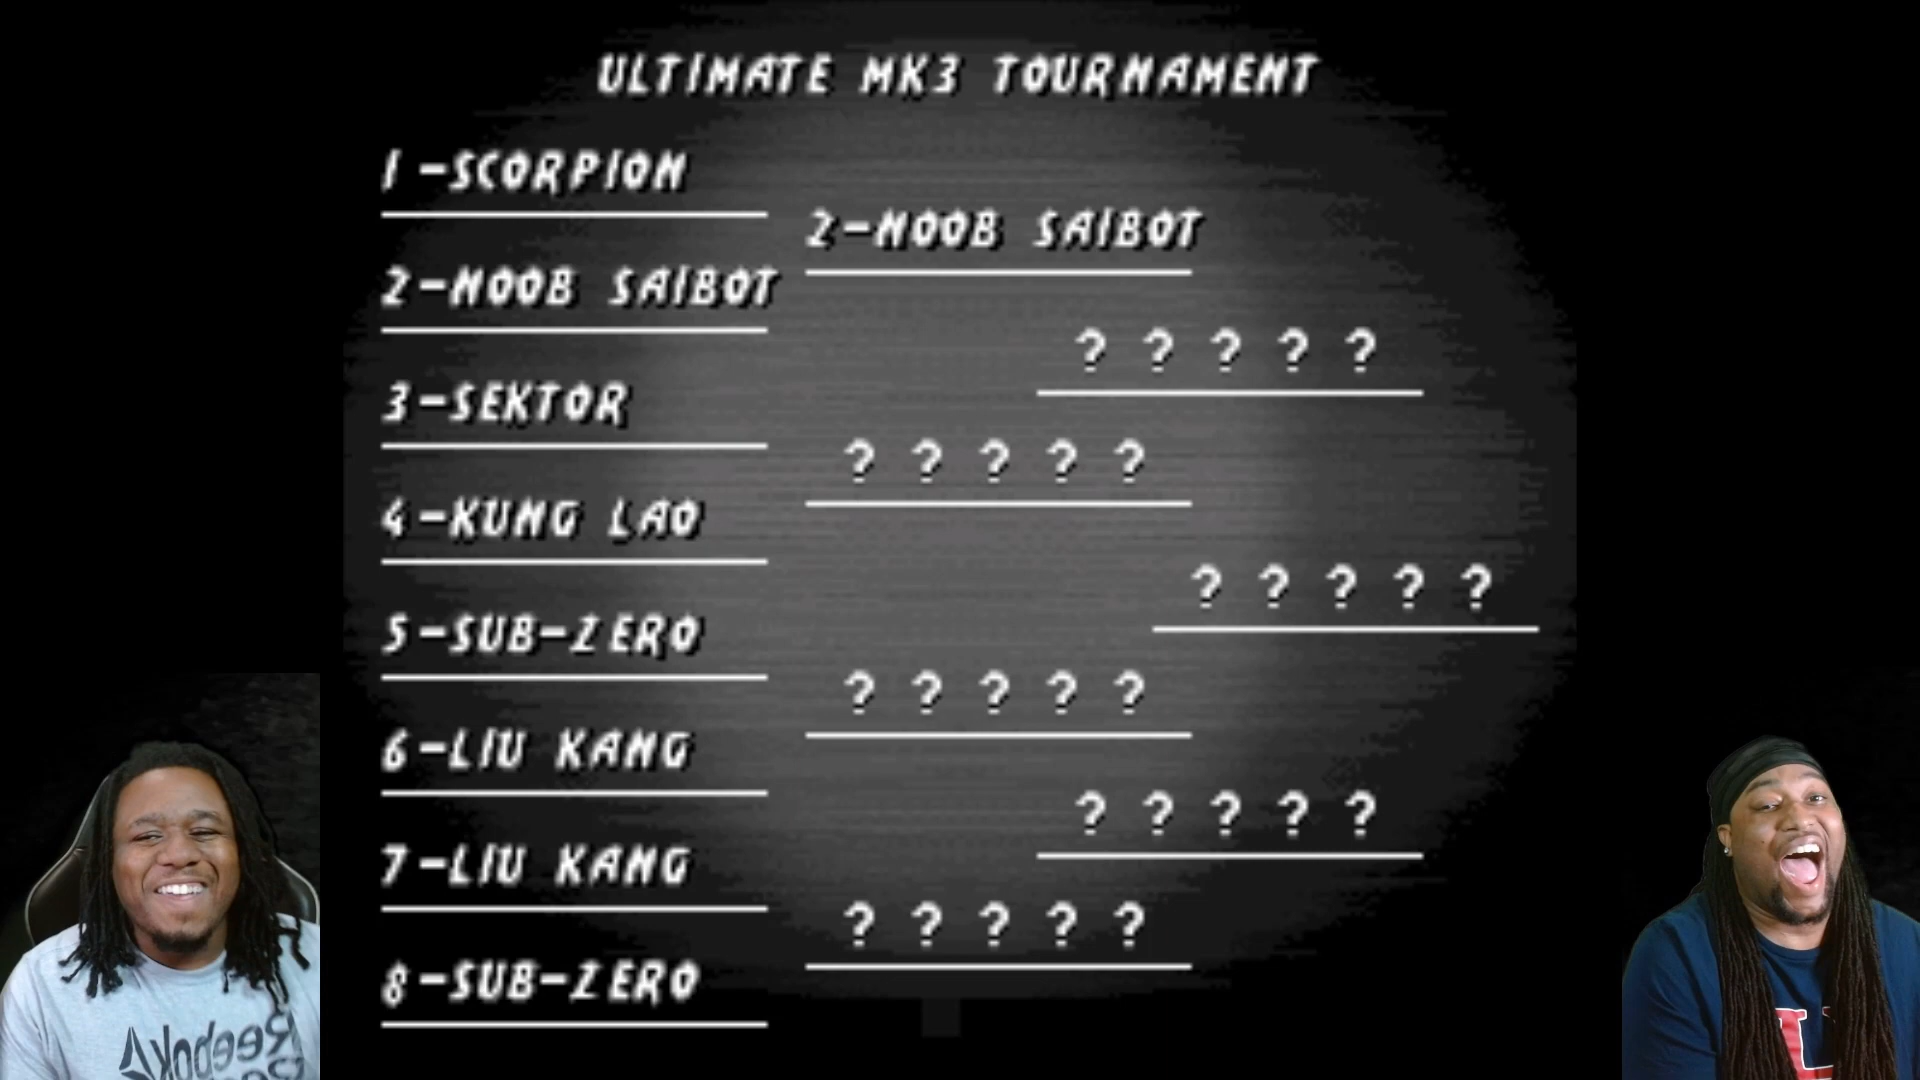 ULTIMATE MK3 TOURNAMENT
1-SCORPION
2-NOOB SAIBOT
2-NOOB SAIBOT
? ? ? ? ?
3-SEKTOR
? ? ? ? ?
4-KUNG LAO
? ? ? ? ?
5-SUB-ZERO
? ? ? ? ?
6-LIU KANG
? ? ? ? ?
7-LIU KANG
? ? ? ? ?
8-SUB-ZERO
Reebok